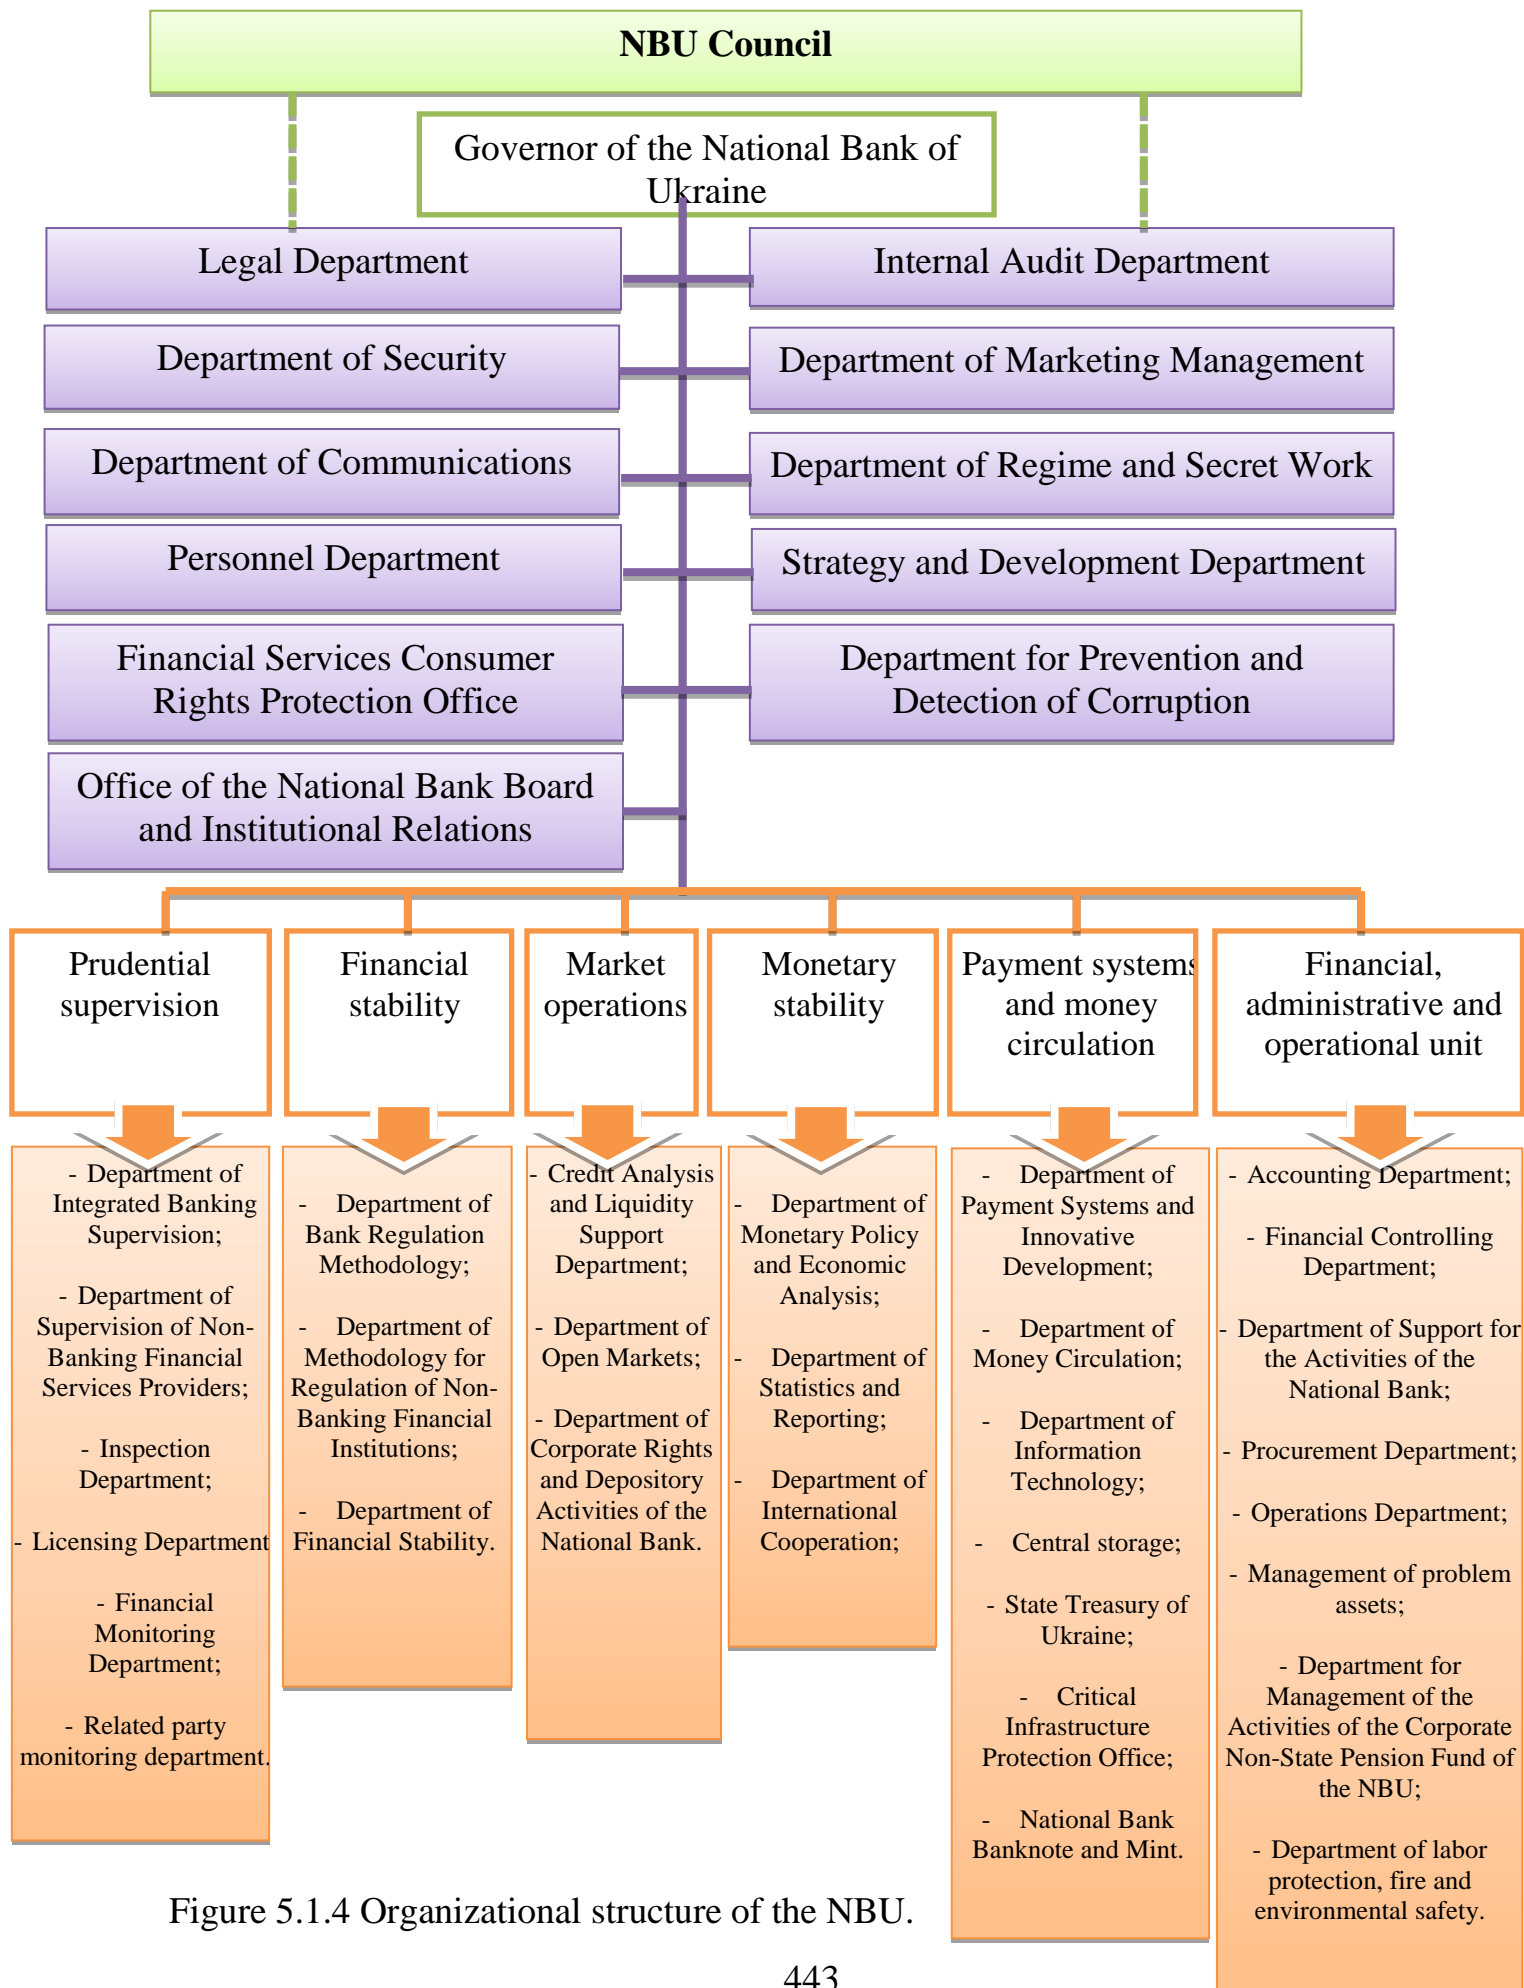 NBU Council
Governor of the National Bank of
Ukraine
Legal Department
Internal Audit Department
Department of Security
Department of Marketing Management
Department of Communications
Department of Regime and Secret Work
Personnel Department
Strategy and Development Department
Financial Services Consumer
Rights Protection Office
Department for Prevention and
Detection of Corruption
Office of the National Bank Board
and Institutional Relations
Prudential
supervision
Financial
stability
Market
operations
Monetary
stability
Payment systems
and money
circulation
Financial,
administrative and
operational unit
- Department of
Integrated Banking
Supervision;
- Department of
Supervision of Non-
Banking Financial
Services Providers;
- Inspection
Department;
- Licensing Department
- Financial
Monitoring
Department;
- Related party
monitoring department.
- Department of
Bank Regulation
Methodology;
- Department of
Methodology for
Regulation of Non-
Banking Financial
Institutions;
- Department of
Financial Stability.
- Credit Analysis
and Liquidity
Support
Department;
- Department of
Open Markets;
- Department of
Corporate Rights
and Depository
Activities of the
National Bank.
- Department of
Monetary Policy
and Economic
Analysis;
- Department of
Statistics and
Reporting;
- Department of
International
Cooperation;
- Department of
Payment Systems and
Innovative
Development;
- Department of
Money Circulation;
- Department of
Information
Technology;
- Central storage;
- State Treasury of
Ukraine;
- Critical
Infrastructure
Protection Office;
- National Bank
Banknote and Mint.
- Accounting Department;
- Financial Controlling
Department;
- Department of Support for
the Activities of the
National Bank;
- Procurement Department;
- Operations Department;
- Management of problem
assets;
- Department for
Management of the
Activities of the Corporate
Non-State Pension Fund of
the NBU;
- Department of labor
protection, fire and
environmental safety.
Figure 5.1.4 Organizational structure of the NBU.
443